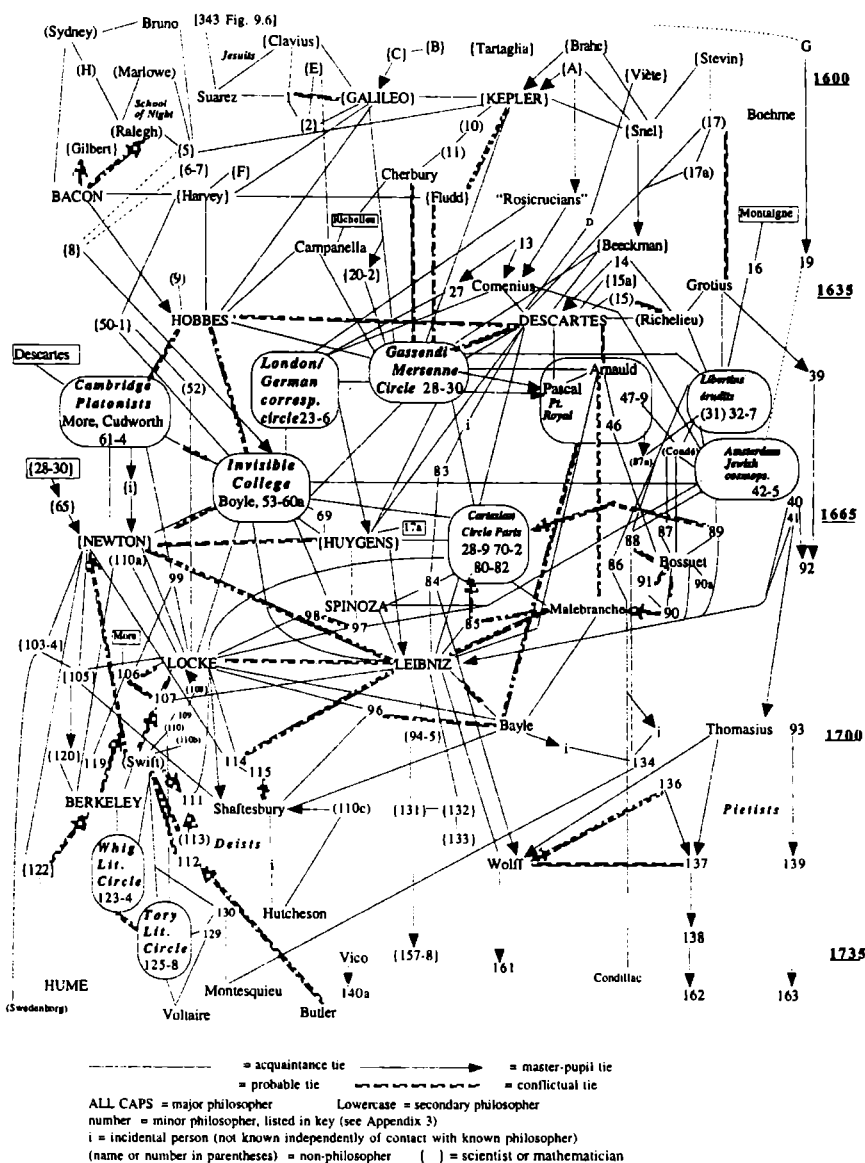 (Sydney) Bruno [343 Fig. 9.6]
{Clavius} {C} {B} {Tartaglia} {Brahe} G
Jesuits {Stevin}
(H) (Marlowe) {E} {A} {Viète} 1600
Suarez i {GALILEO} {KEPLER}
School of Night
(Ralegh) {2} (10) {Snel} (17) Boehme
{Gilbert} {5} (11)
{6-7} {F} Cherbury (17a)
BACON {Harvey} {Fludd} "Rosicrucians"
Richelieu D Montaigne
{8} Campanella 13 {Beeckman}
{20-2} 14 16 19
(9) 27 Comenius {15a} Grotius 1635
{50-1} HOBBES DESCARTES (15) (Richelieu)
Descartes London/ German corresp. circle 23-6
Gassendi Mersenne Circle 28-30
Arnauld
Pascal Pt. Royal
Libertins érudits (31) 32-7
39
Cambridge Platonists More, Cudworth 61-4
(52) 47-9
46
(87a) (Condé)
Amsterdam Jewish cosmops. 42-5
{28-30} {i} Invisible College Boyle, 53-60a
83 i
40
{65} 69 17a 41 1665
{NEWTON} {HUYGENS} Cartesian Circle Paris 28-9 70-2 80-82
88 87 89
{110a} 99 Bossuet 92
84 86 91 90a
SPINOZA 98 97 85 Malebranche 90
{103-4} More
{105} 106 LOCKE LEIBNIZ
107 (108)
96 Bayle i Thomasius 93 1700
109 (110) (110b) {94-5} i
{120} 119 (Swift) 114 115 134
136
BERKELEY 111 Shaftesbury (110c) {131} {132} Pietists
(113) Deists {133}
{122} Whig Lit. Circle 123-4 112 Wolff 137 139
Hutcheson
Tory Lit. Circle 125-8 130 129 138
Vico {157-8} 161 1735
HUME Montesquieu 140a Condillac 162 163
(Swedenborg) Voltaire Butler
= acquaintance tie = master-pupil tie
= probable tie = conflictual tie
ALL CAPS = major philosopher Lowercase = secondary philosopher
number = minor philosopher, listed in key (see Appendix 3)
i = incidental person (not known independently of contact with known philosopher)
(name or number in parentheses) = non-philosopher { } = scientist or mathematician